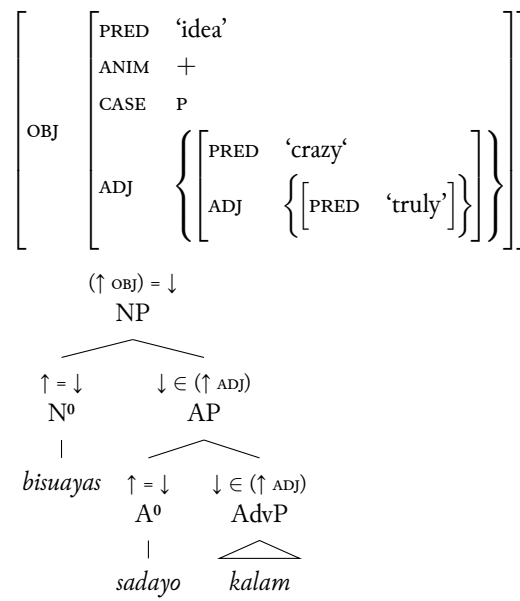 PRED ‘idea’
ANIM +
CASE P
OBJ
PRED ‘crazy‘
ADJ
ADJ PRED ‘truly’
(↑ OBJ) = ↓
NP
↑ = ↓ ↓ ∈ (↑ ADJ)
N⁰ AP
bisuayas ↑ = ↓ ↓ ∈ (↑ ADJ)
A⁰ AdvP
sadayo kalam